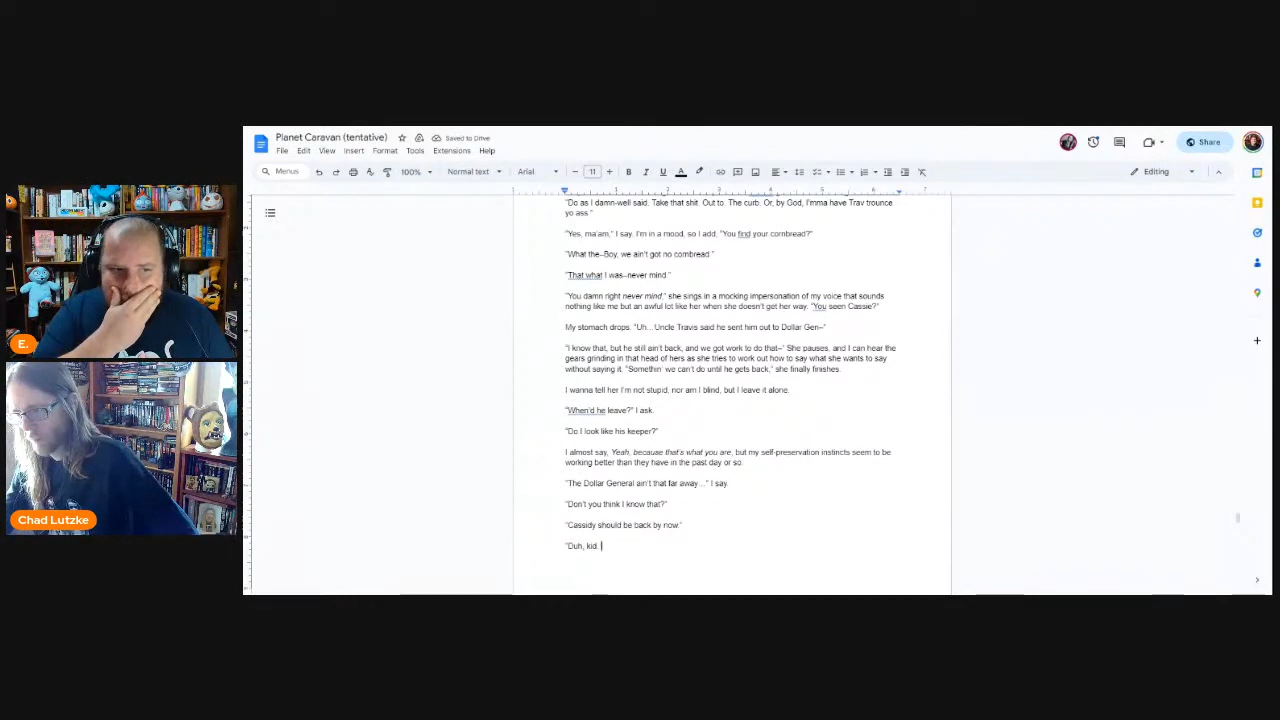 Planet Caravan (tentative)
Saved to Drive
File Edit View Insert Format Tools Extensions Help
Share
Menus
100%
Normal text
Arial
11
Editing
"Do as I damn-well said. Take that shit. Out to. The curb. Or, by God, I'mma have Trav trounce
yo ass."
"Yes, ma'am," I say. I'm in a mood, so I add, "You find your cornbread?"
"What the–Boy, we ain't got no cornbread."
"That what I was–never mind."
"You damn right never mind," she sings in a mocking impersonation of my voice that sounds
nothing like me but an awful lot like her when she doesn't get her way. "You seen Cassie?"
My stomach drops. "Uh…Uncle Travis said he sent him out to Dollar Gen–"
"I know that, but he still ain't back, and we got work to do that–" She pauses, and I can hear the
gears grinding in that head of hers as she tries to work out how to say what she wants to say
without saying it. "Somethin' we can't do until he gets back," she finally finishes.
I wanna tell her I'm not stupid, nor am I blind, but I leave it alone.
"When'd he leave?" I ask.
"Do I look like his keeper?"
I almost say, Yeah, because that's what you are, but my self-preservation instincts seem to be
working better than they have in the past day or so.
"The Dollar General ain't that far away…" I say.
"Don't you think I know that?"
"Cassidy should be back by now."
"Duh, kid.
E.
Chad Lutzke